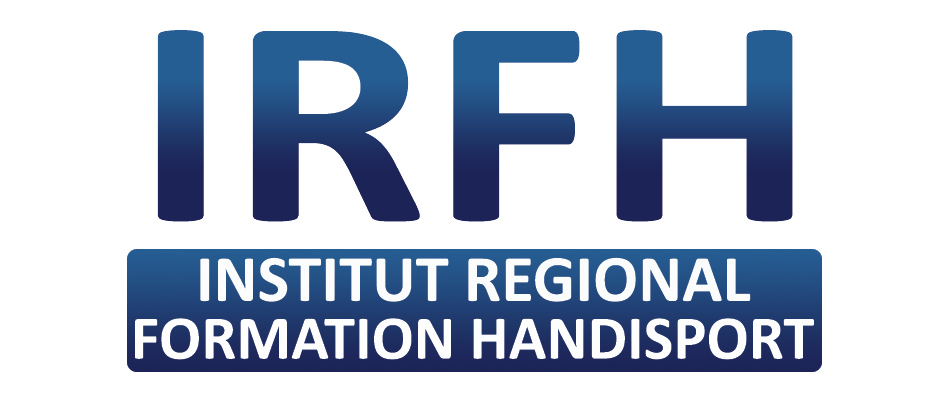 IRFH
INSTITUT REGIONAL
FORMATION HANDISPORT